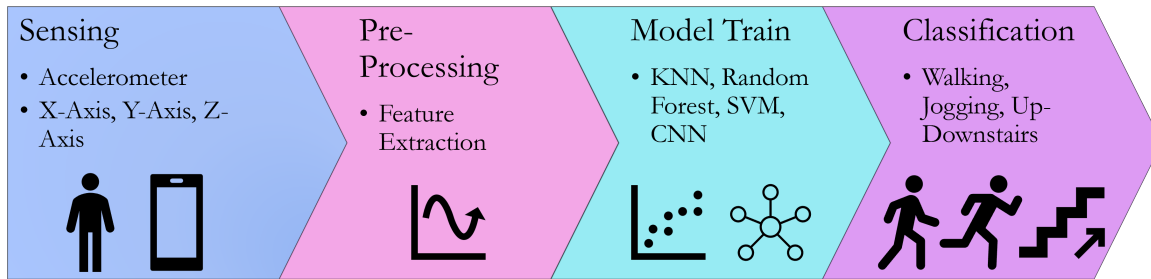 Sensing
• Accelerometer
• X-Axis, Y-Axis, Z-
Axis
Pre-
Processing
• Feature
Extraction
Model Train
• KNN, Random
Forest, SVM,
CNN
Classification
• Walking,
Jogging, Up-
Downstairs